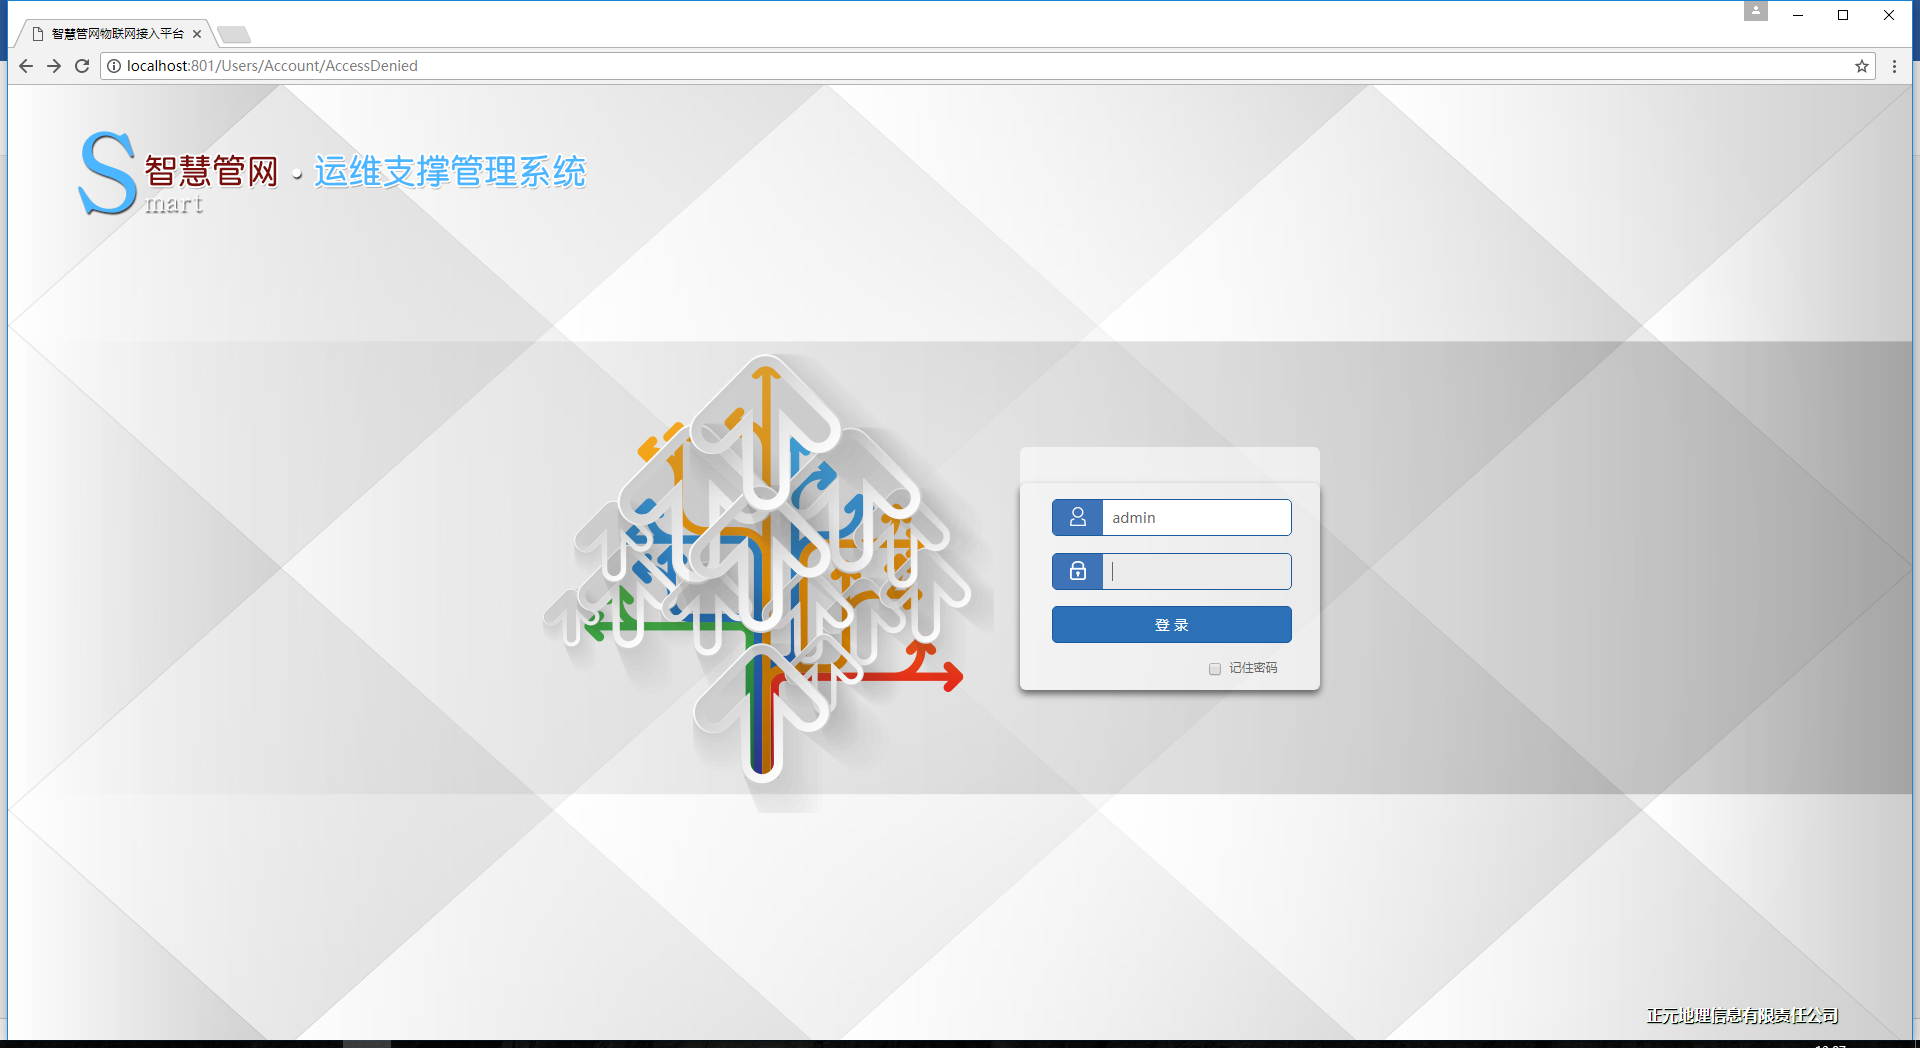 智慧管网物联网接入平台
localhost:801/Users/Account/AccessDenied
S智慧管网·运维支撑管理系统
mart
admin
登 录
记住密码
正元地理信息有限责任公司